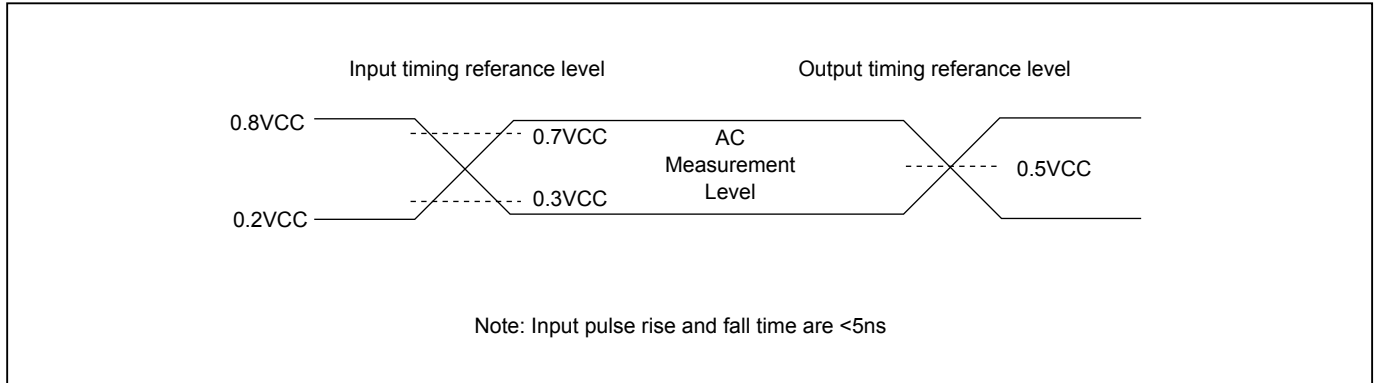 Input timing referance level
Output timing referance level
0.8VCC
0.7VCC
AC
Measurement
Level
0.5VCC
0.3VCC
0.2VCC
Note: Input pulse rise and fall time are <5ns